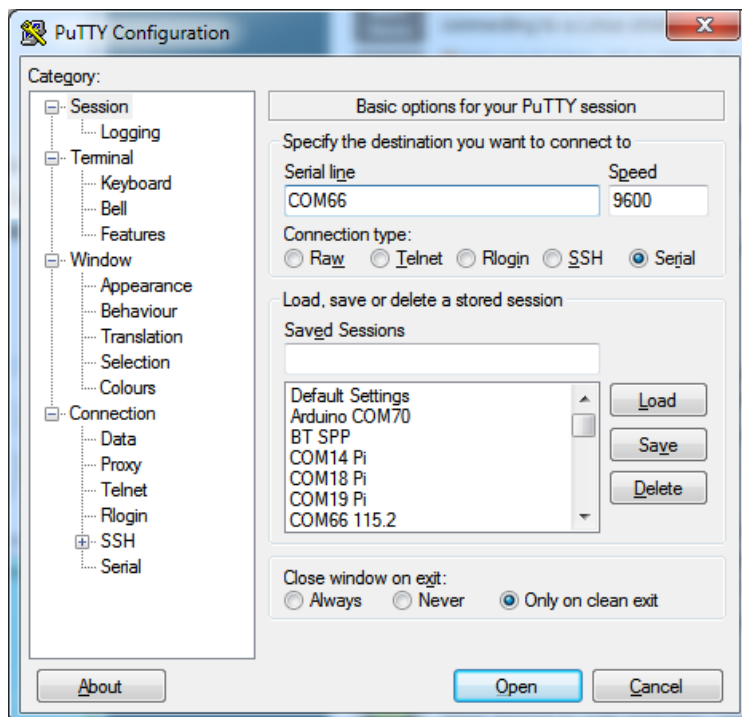 PuTTY Configuration
Category:
Session
Logging
Terminal
Keyboard
Bell
Features
Window
Appearance
Behaviour
Translation
Selection
Colours
Connection
Data
Proxy
Telnet
Rlogin
SSH
Serial
Basic options for your PuTTY session
Specify the destination you want to connect to
Serial line Speed
COM66 9600
Connection type:
Raw Telnet Rlogin SSH Serial
Load, save or delete a stored session
Saved Sessions
Default Settings
Arduino COM70
BT SPP
COM14 Pi
COM18 Pi
COM19 Pi
COM66 115.2
Load
Save
Delete
Close window on exit:
Always Never Only on clean exit
About Open Cancel